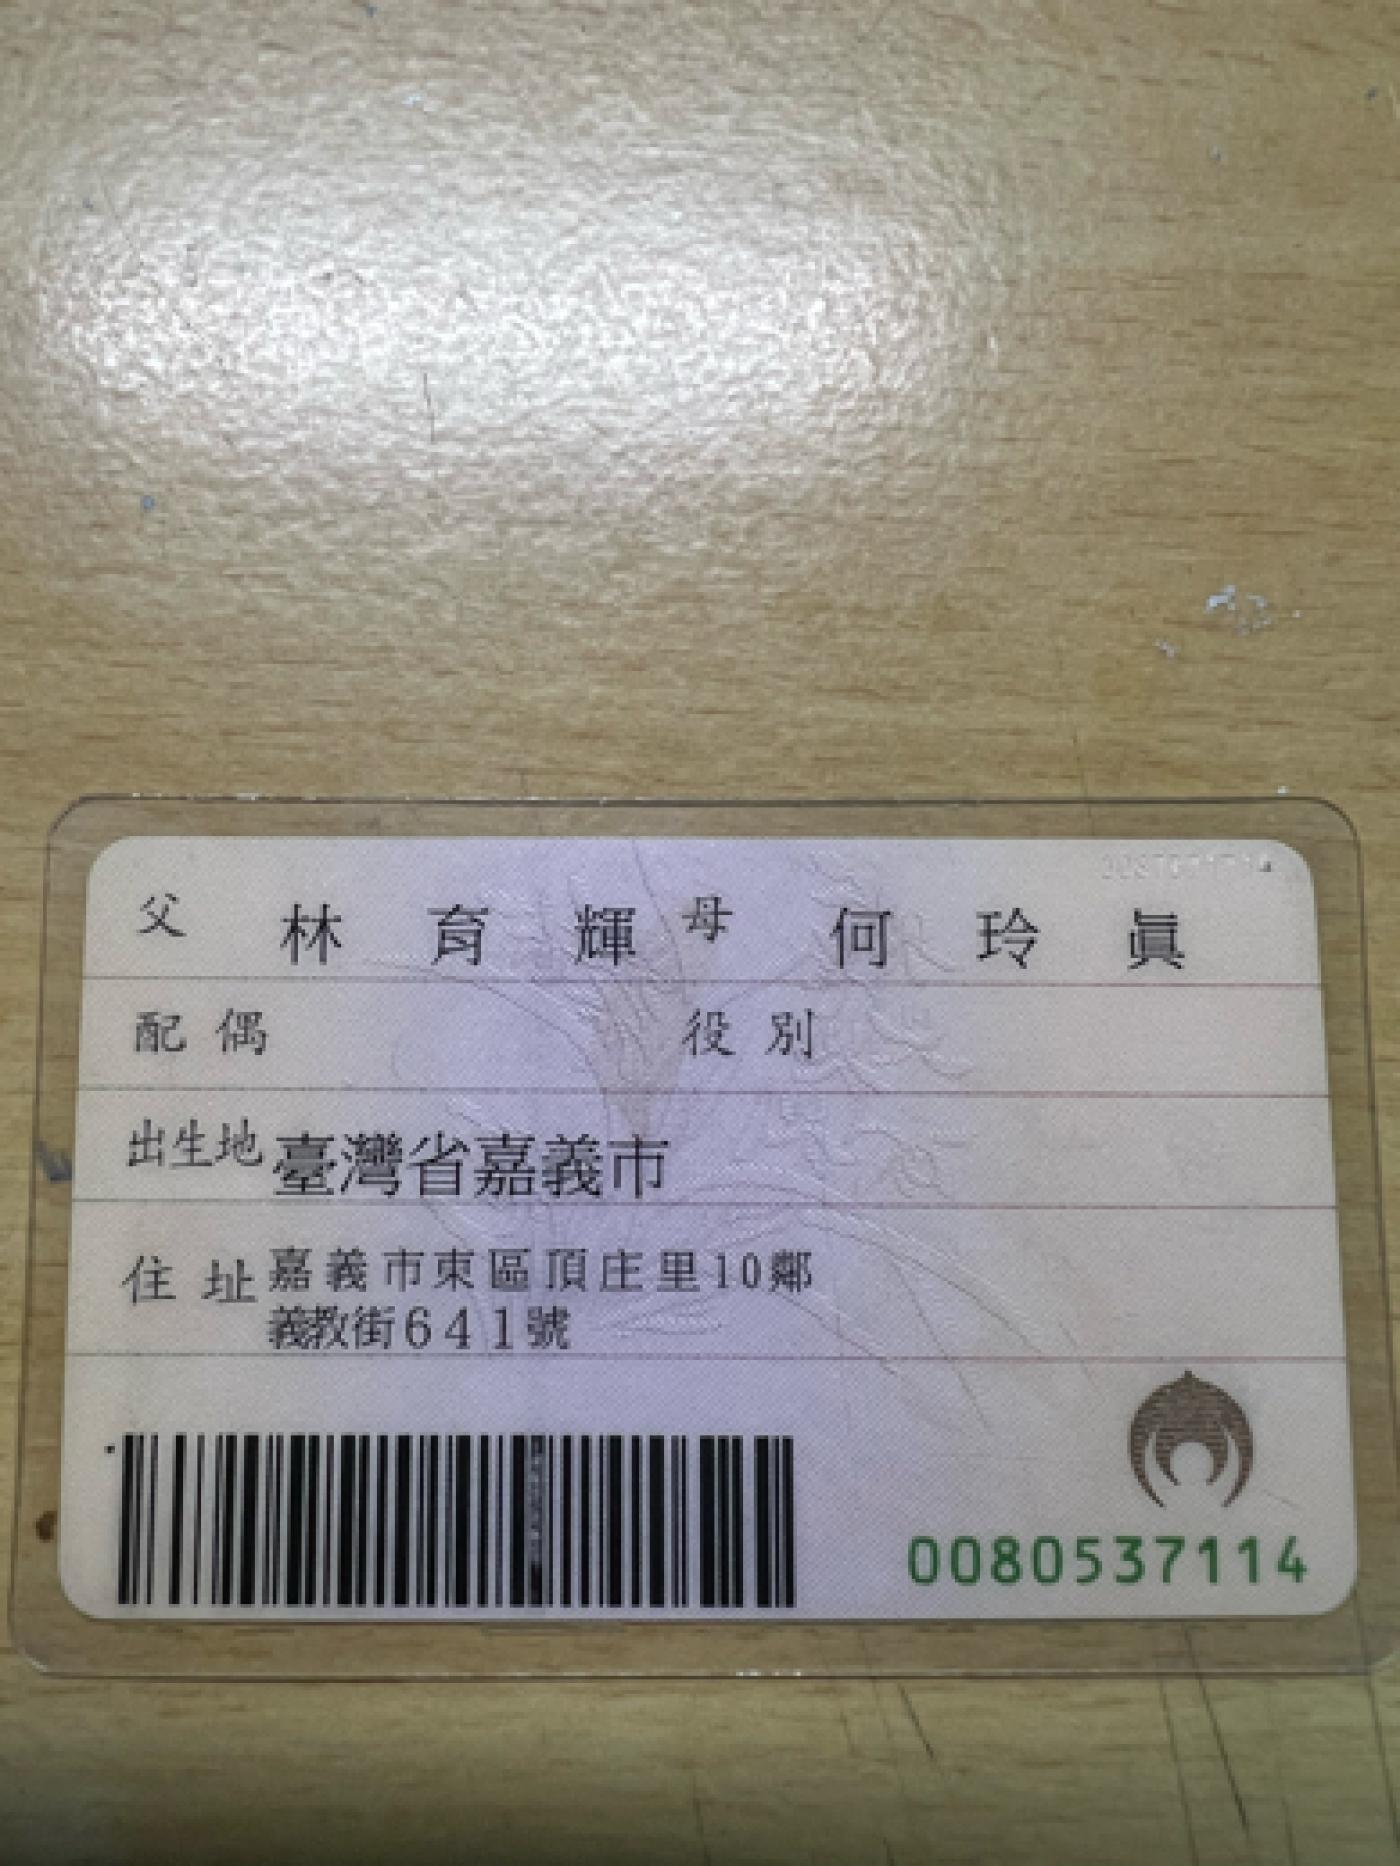 父 林育輝 母 何玲眞
配偶 役別
出生地 臺灣省嘉義市
住址 嘉義市東區頂庄里10鄰
義教街641號
0080537114